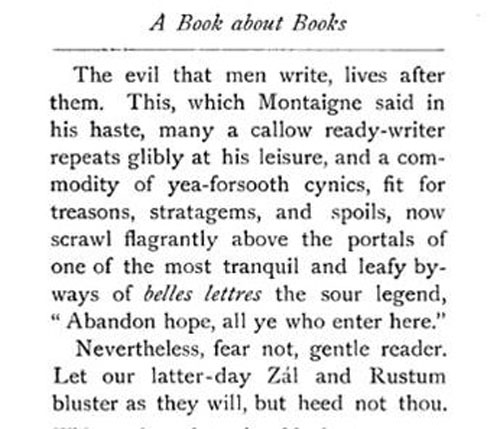 A Book about Books
The evil that men write, lives after
them. This, which Montaigne said in
his haste, many a callow ready-writer
repeats glibly at his leisure, and a com-
modity of yea-forsooth cynics, fit for
treasons, stratagems, and spoils, now
scrawl flagrantly above the portals of
one of the most tranquil and leafy by-
ways of belles lettres the sour legend,
“ Abandon hope, all ye who enter here.”
Nevertheless, fear not, gentle reader.
Let our latter-day Zál and Rustum
bluster as they will, but heed not thou.